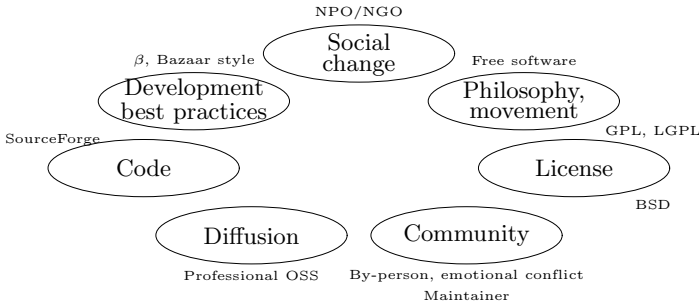 NPO/NGO
Social
change
β, Bazaar style
Development
best practices
Free software
Philosophy,
movement
SourceForge
Code
GPL, LGPL
License
BSD
Diffusion
Professional OSS
Community
By-person, emotional conflict
Maintainer